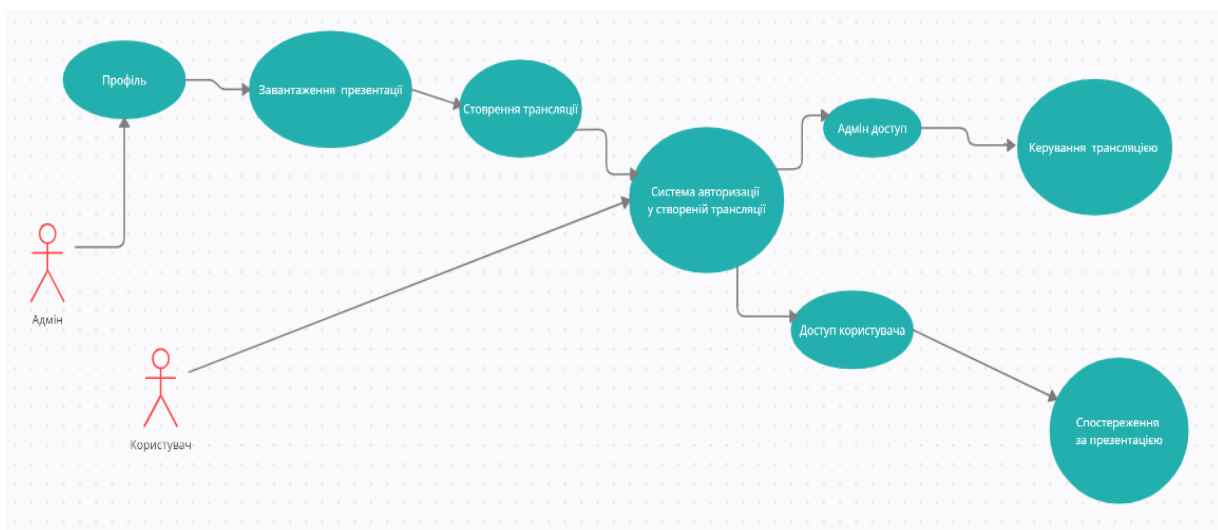 Профіль
Завантаження презентації
Стоврення трансляції
Адмін доступ
Керування трансляцією
Система авторизації
у створеній трансляції
Адмін
Доступ користувача
Користувач
Спостереження
за презентацією